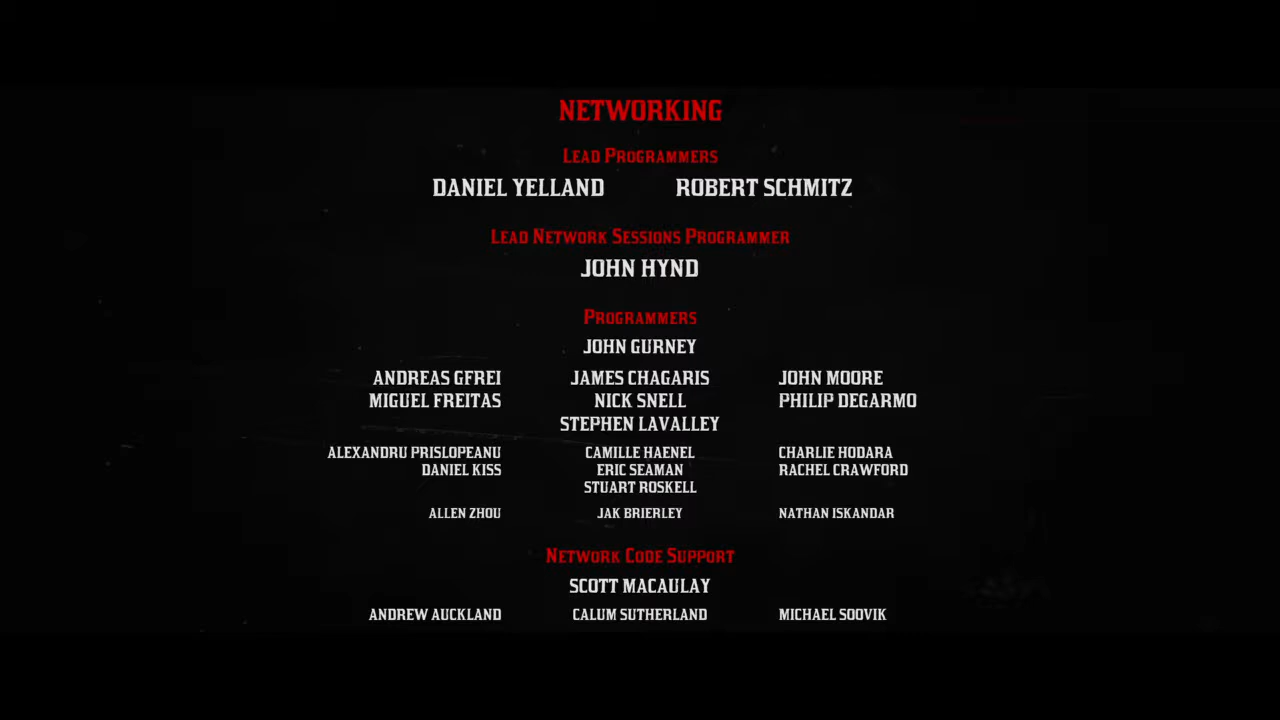 NETWORKING
LEAD PROGRAMMERS
DANIEL YELLAND ROBERT SCHMITZ
LEAD NETWORK SESSIONS PROGRAMMER
JOHN HYND
PROGRAMMERS
JOHN GURNEY
ANDREAS GFREI JAMES CHAGARIS JOHN MOORE
MIGUEL FREITAS NICK SNELL PHILIP DEGARMO
STEPHEN LAVALLEY
ALEXANDRU PRISLOPEANU CAMILLE HAENEL CHARLIE HODARA
DANIEL KISS ERIC SEAMAN RACHEL CRAWFORD
STUART ROSKELL
ALLEN ZHOU JAK BRIERLEY NATHAN ISKANDAR
NETWORK CODE SUPPORT
SCOTT MACAULAY
ANDREW AUCKLAND CALUM SUTHERLAND MICHAEL SOOVIK